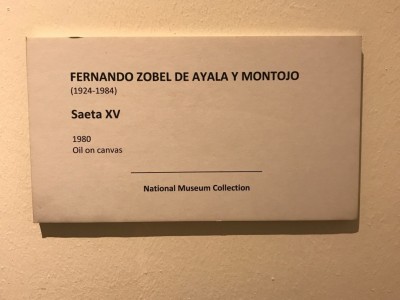 FERNANDO ZOBEL DE AYALA Y MONTOJO
(1924-1984)
Saeta XV
1980
Oil on canvas
National Museum Collection